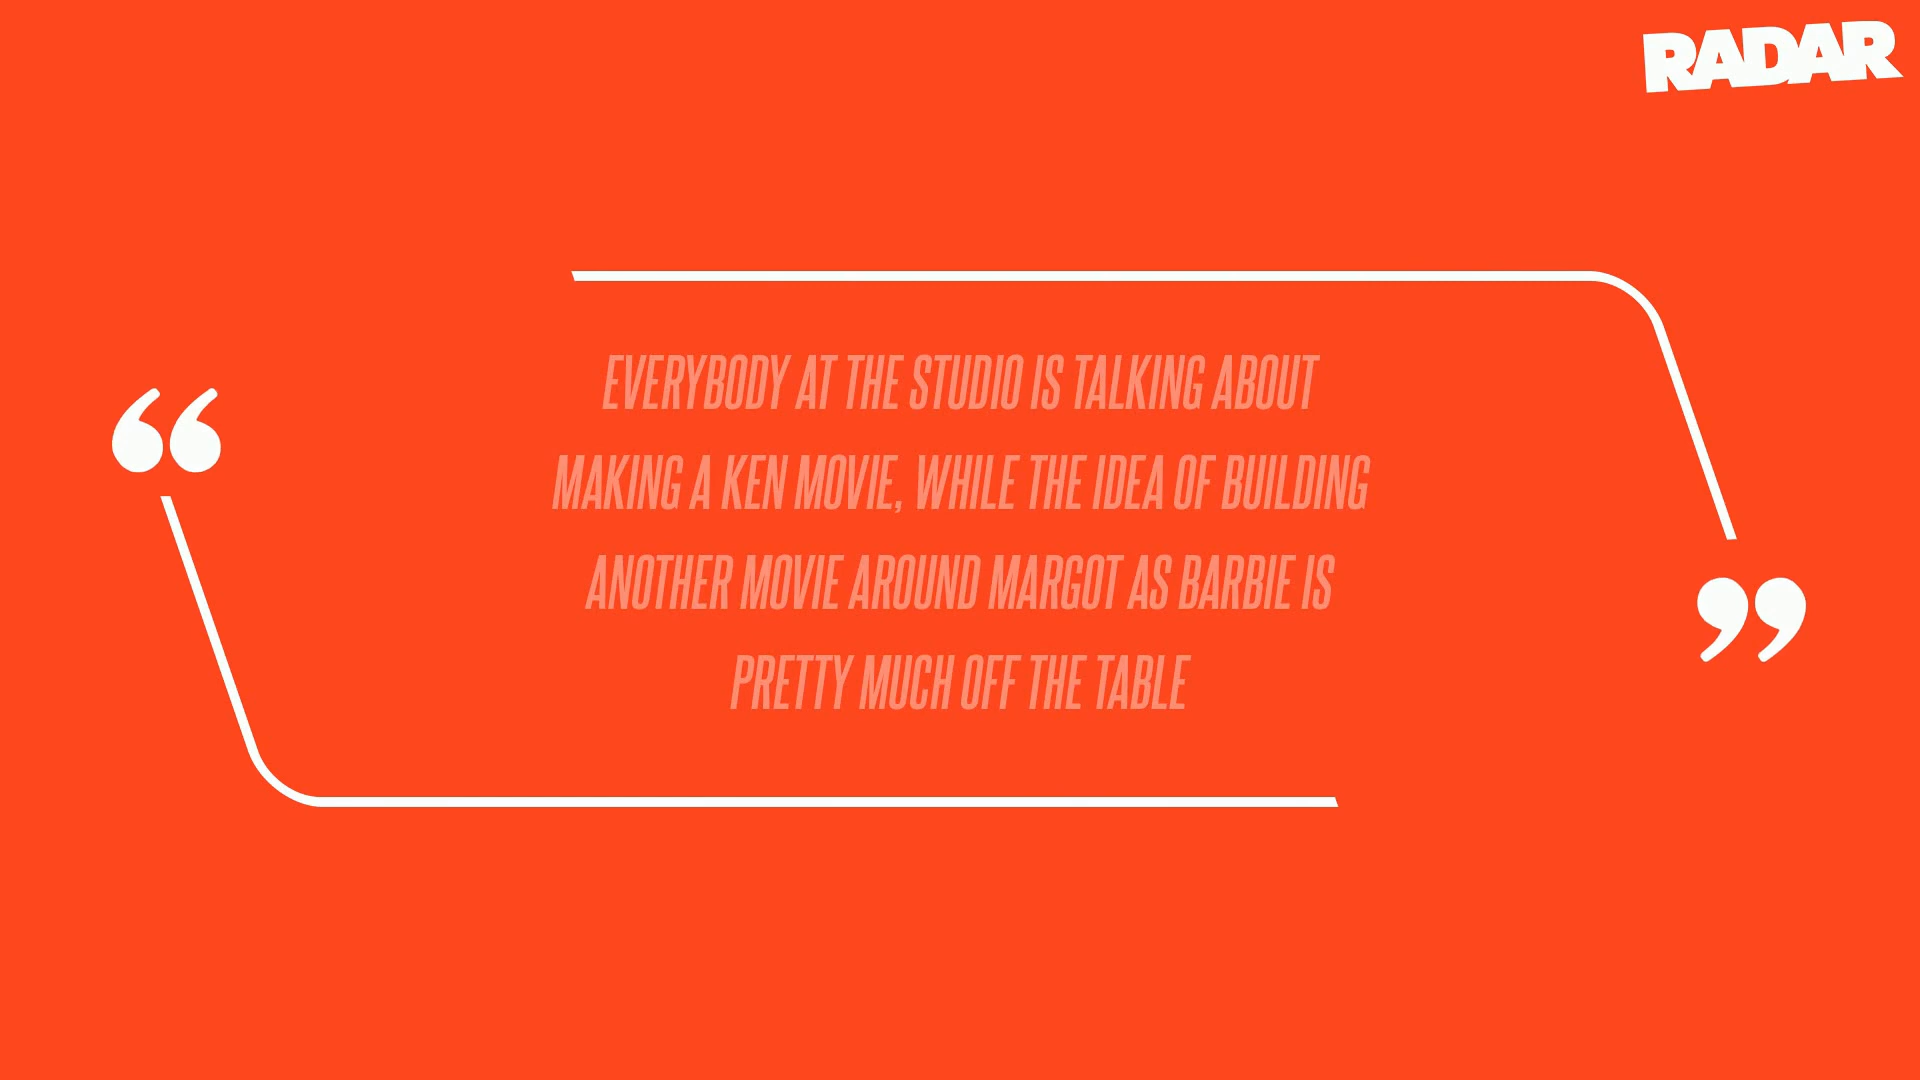 RADAR
“
EVERYBODY AT THE STUDIO IS TALKING ABOUT
MAKING A KEN MOVIE, WHILE THE IDEA OF BUILDING
ANOTHER MOVIE AROUND MARGOT AS BARBIE IS
PRETTY MUCH OFF THE TABLE
”